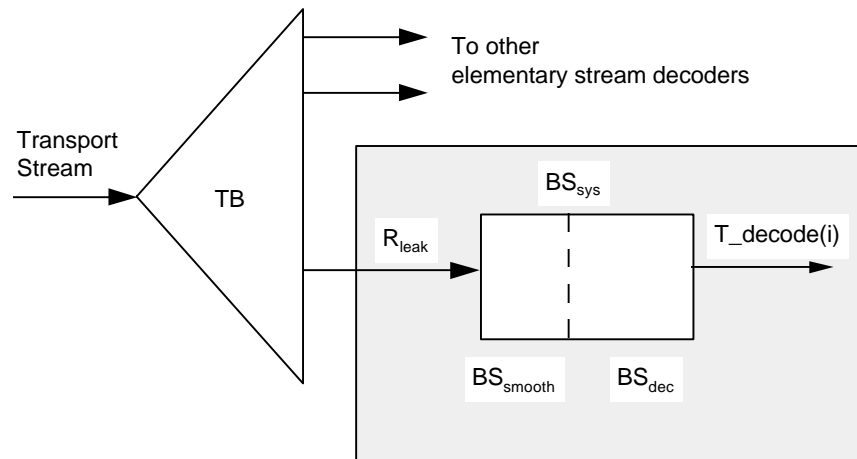 To other
elementary stream decoders
Transport
Stream
TB
BSsys
Rleak
T_decode(i)
BSsmooth
BSdec